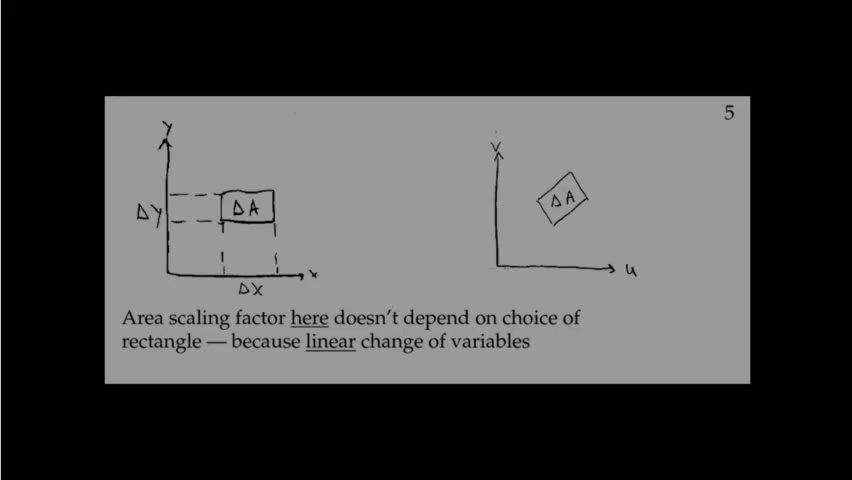 5
Y
V
ΔY
ΔA
ΔA
x
u
ΔX
Area scaling factor here doesn't depend on choice of
rectangle — because linear change of variables